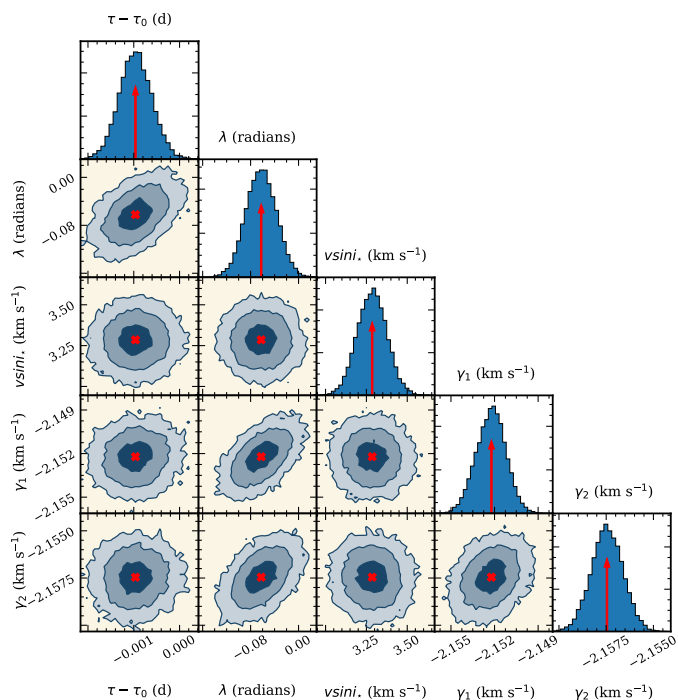 τ − τ₀ (d)
λ (radians)
vsini⋆ (km s⁻¹)
γ₁ (km s⁻¹)
γ₂ (km s⁻¹)
λ (radians)
0.00
−0.08
vsini⋆ (km s⁻¹)
3.50
3.25
γ₁ (km s⁻¹)
−2.149
−2.152
−2.155
γ₂ (km s⁻¹)
−2.1550
−2.1575
−0.001 0.000 −0.08 0.00 3.25 3.50 −2.155 −2.152 −2.149 −2.1575 −2.1550
τ − τ₀ (d) λ (radians) vsini⋆ (km s⁻¹) γ₁ (km s⁻¹) γ₂ (km s⁻¹)